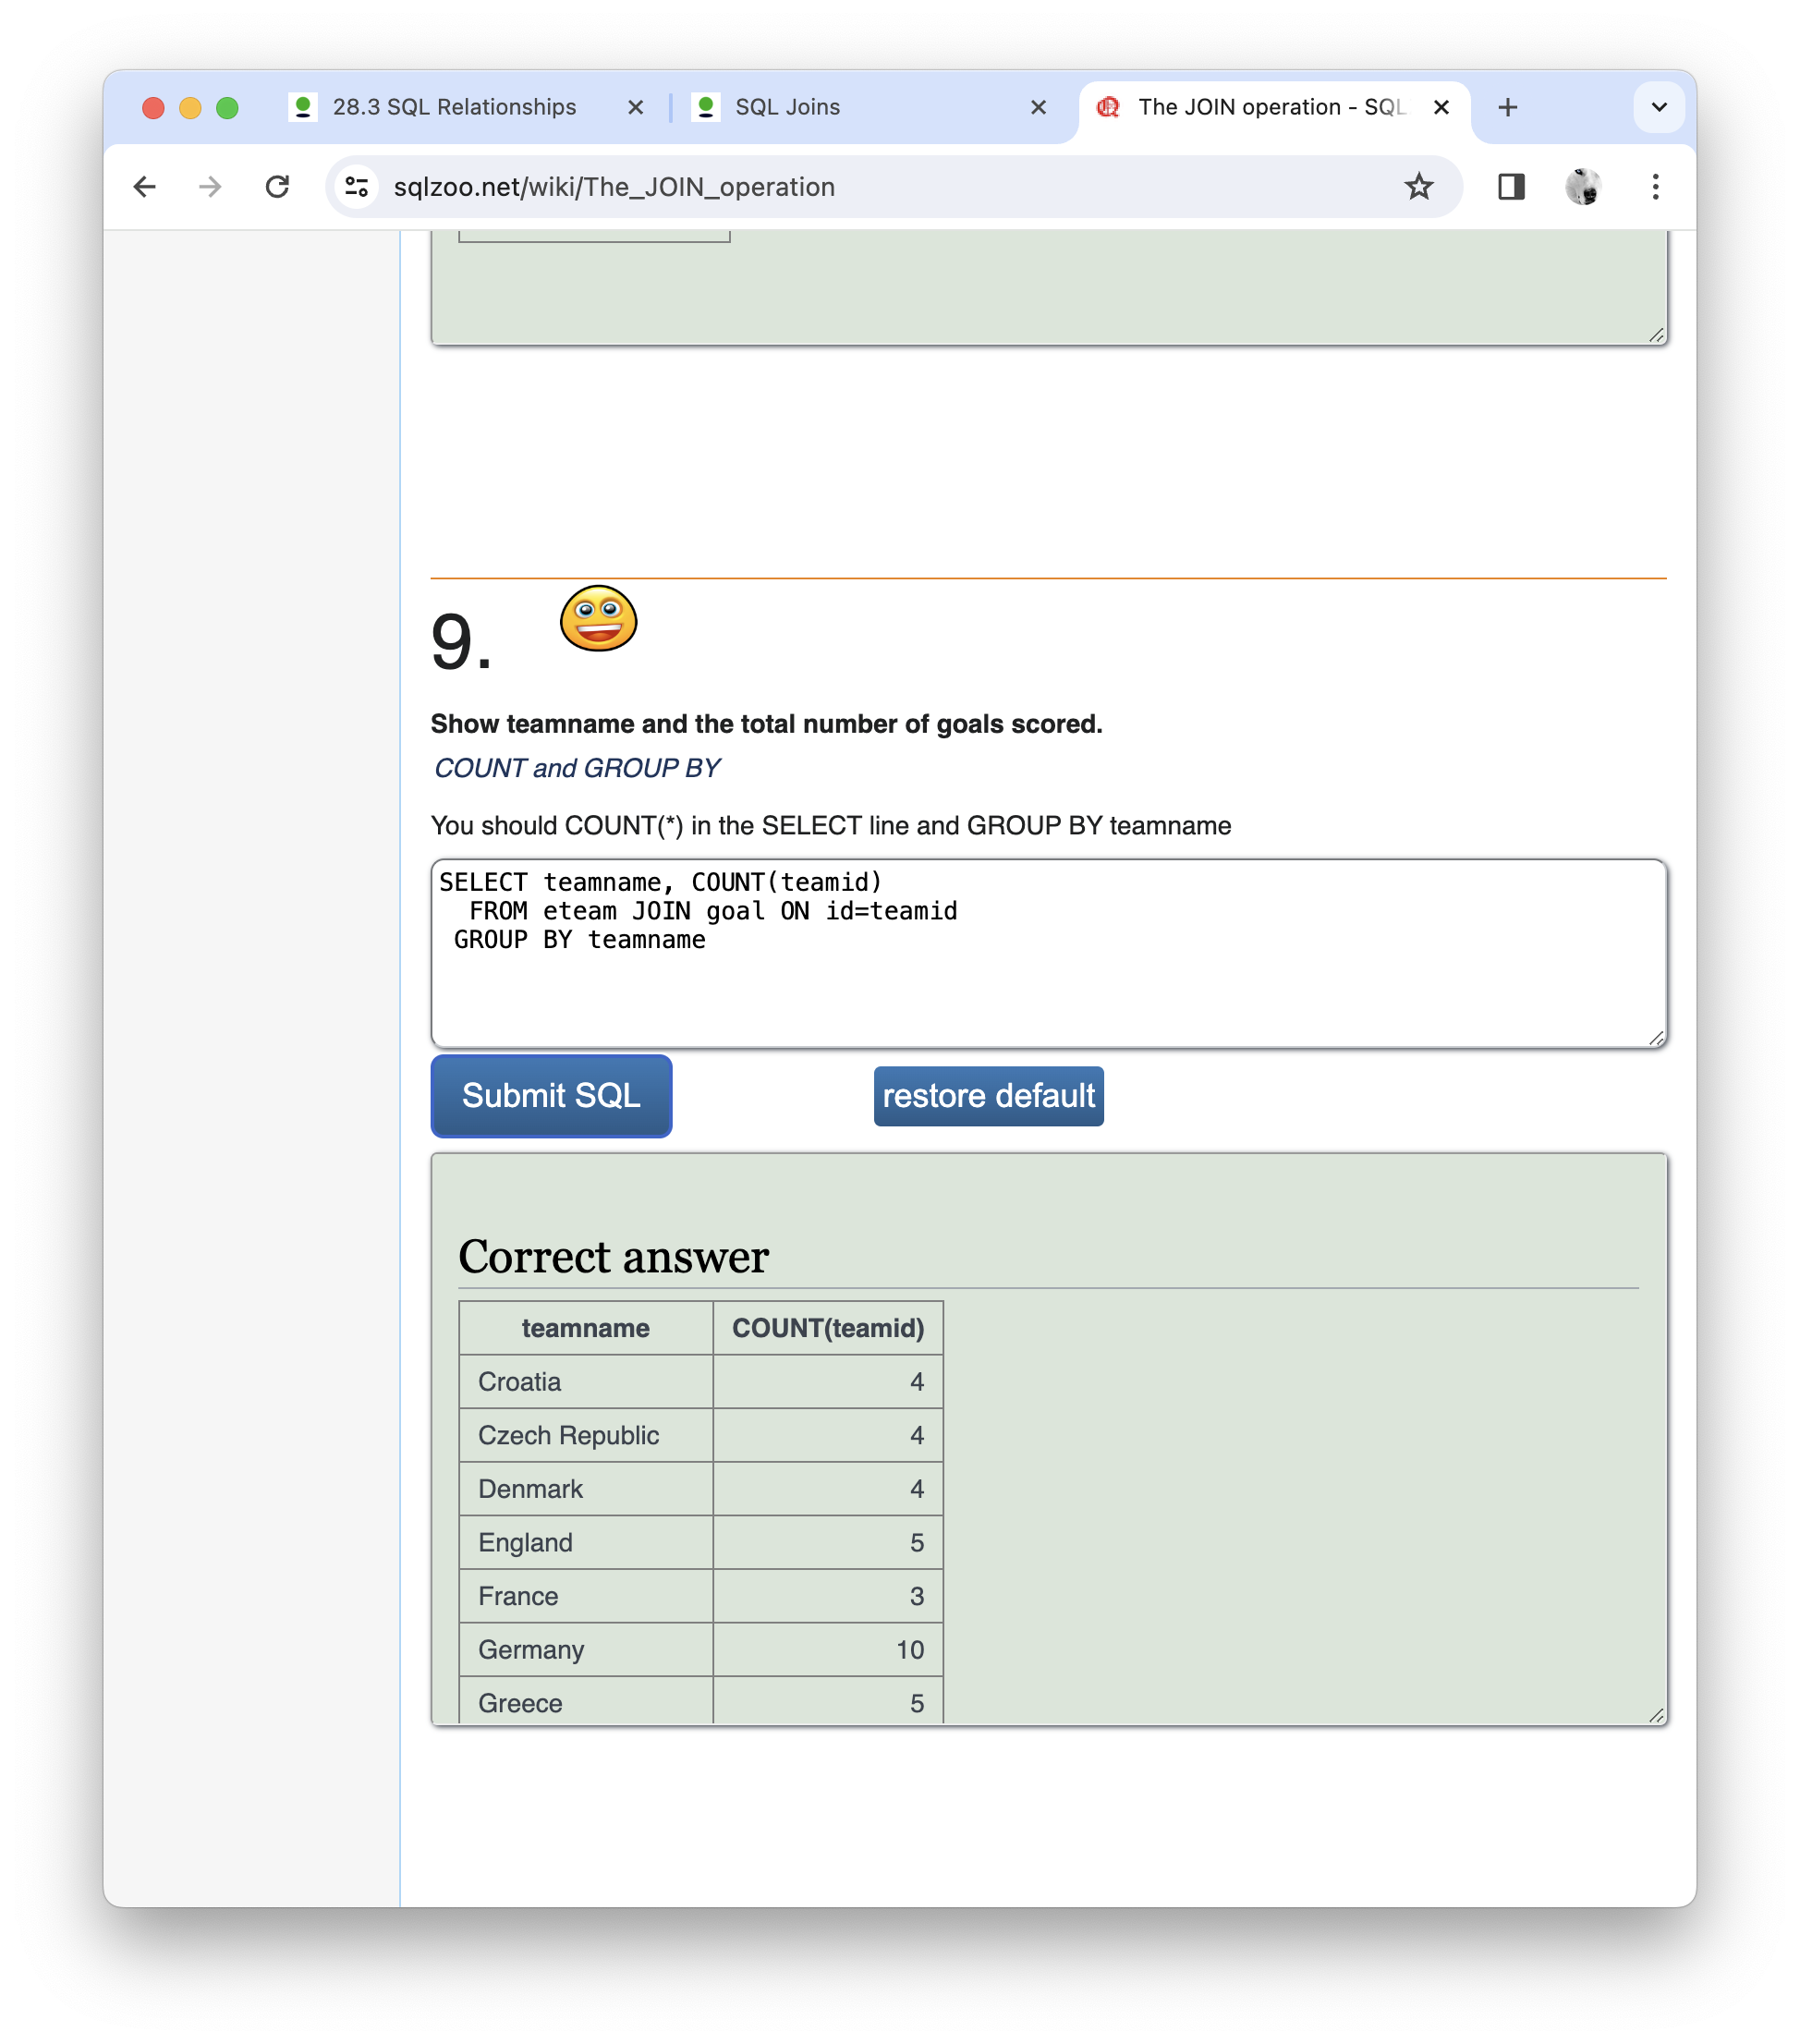 28.3 SQL Relationships
SQL Joins
The JOIN operation - SQL
sqlzoo.net/wiki/The_JOIN_operation
9.
Show teamname and the total number of goals scored.
COUNT and GROUP BY
You should COUNT(*) in the SELECT line and GROUP BY teamname
SELECT teamname, COUNT(teamid)
FROM eteam JOIN goal ON id=teamid
GROUP BY teamname
Submit SQL
restore default
Correct answer
teamname COUNT(teamid)
Croatia 4
Czech Republic 4
Denmark 4
England 5
France 3
Germany 10
Greece 5